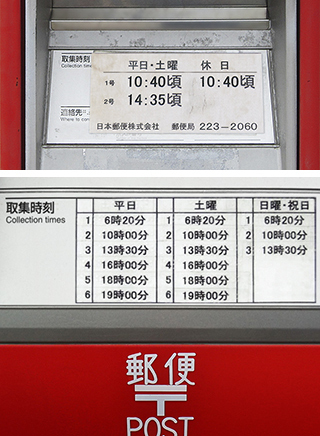 取集時刻
Collection times
平日・土曜 休日
1号 10:40頃 10:40頃
2号 14:35頃
連絡先
Where to con
日本郵便株式会社 郵便局 223-2060
取集時刻
Collection times
平日 土曜 日曜・祝日
1 6時20分 1 6時20分 1 6時20分
2 10時00分 2 10時00分 2 10時00分
3 13時30分 3 13時30分 3 13時30分
4 16時00分 4 16時00分
5 18時00分 5 18時00分
6 19時00分 6 19時00分
郵便
〒
POST